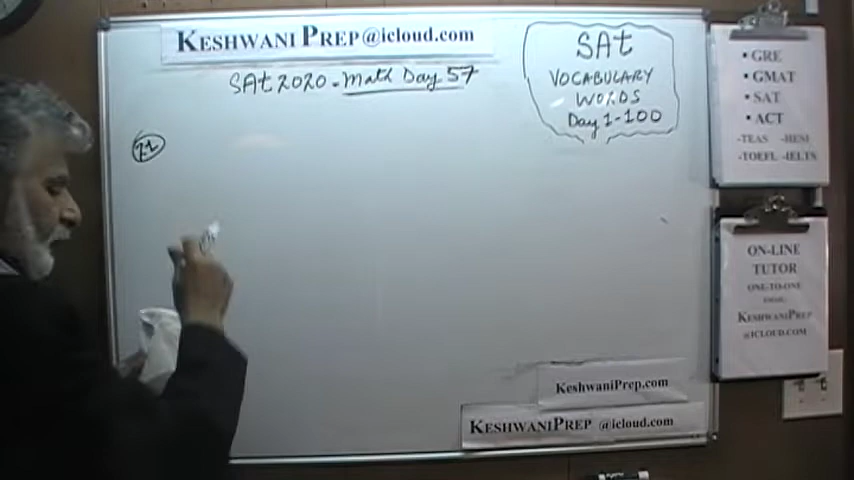 KESHWANI PREP@icloud.com
SAt 2020 - Math Day 57
21
SAt
VOCABULARY
WORDS
Day 1-100
• GRE
• GMAT
• SAT
• ACT
-TEAS -HESI
-TOEFL -IELTS
ON-LINE
TUTOR
ONE-TO-ONE
KESHWANIPREP
@ICLOUD.COM
KeshwaniPrep.com
KESHWANIPREP @icloud.com